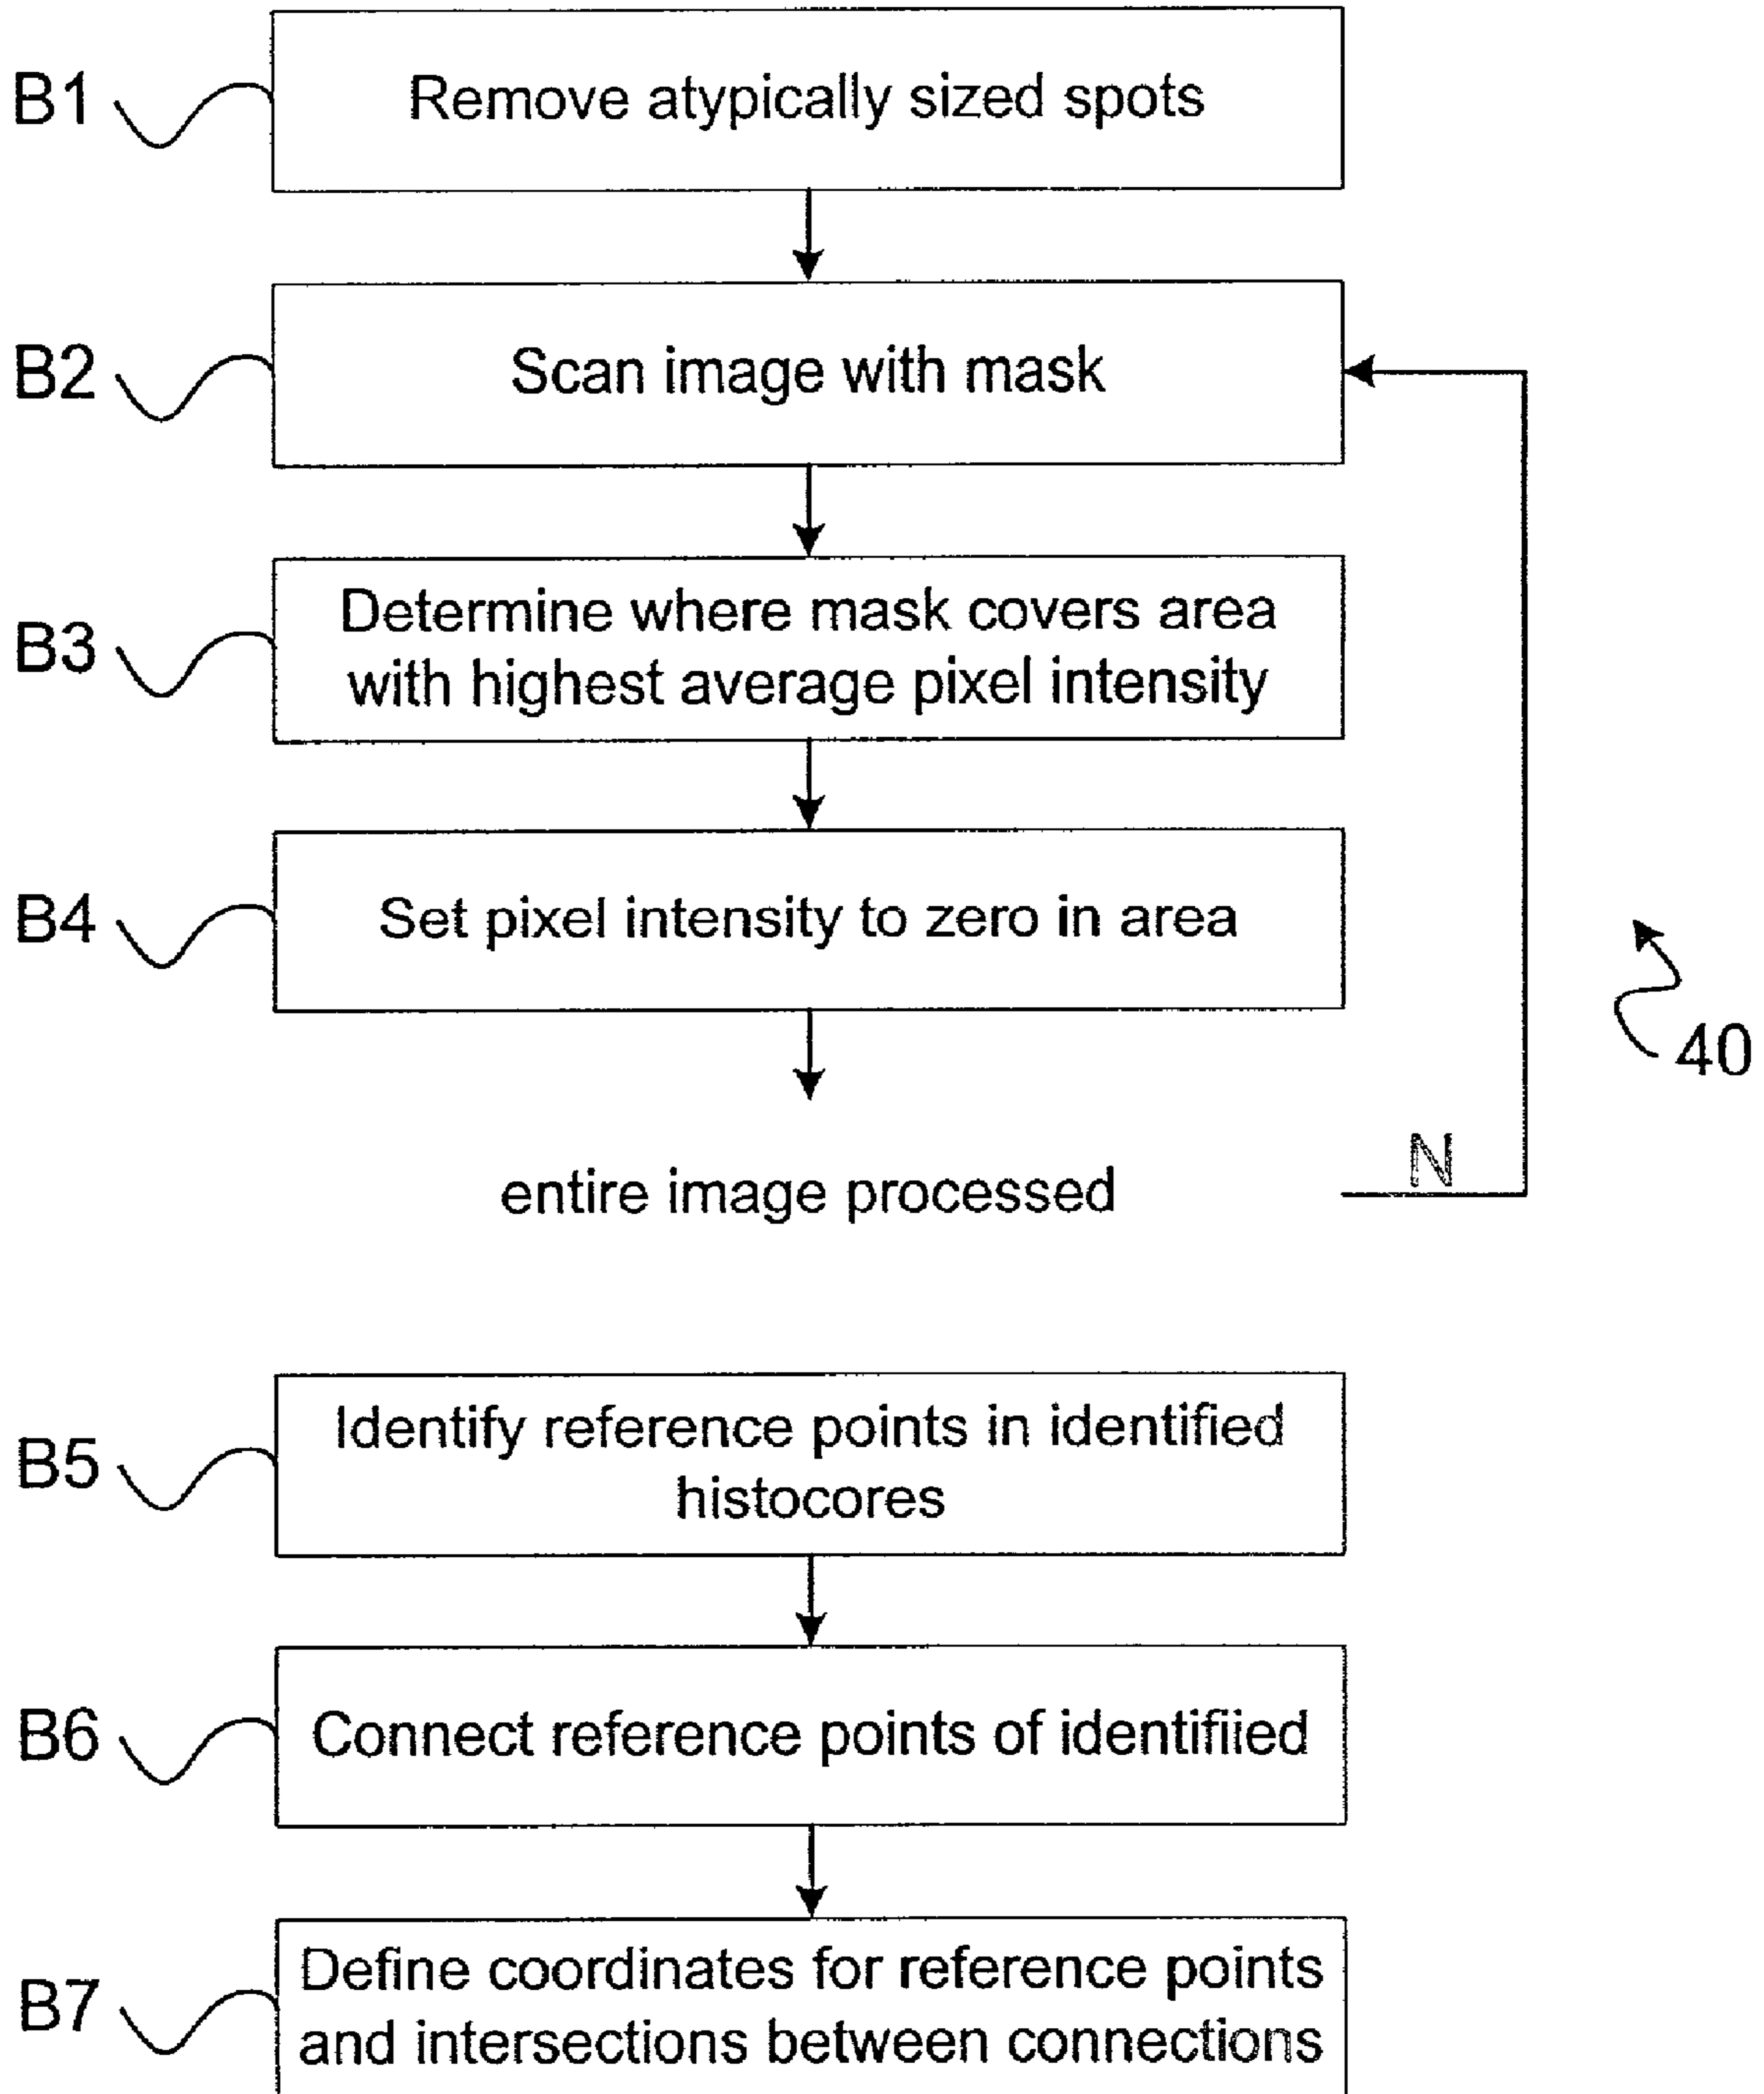 B1
Remove atypically sized spots
B2
Scan image with mask
B3
Determine where mask covers area
with highest average pixel intensity
B4
Set pixel intensity to zero in area
40
N
entire image processed
B5
Identify reference points in identified
histocores
B6
Connect reference points of identifiied
B7
Define coordinates for reference points
and intersections between connections